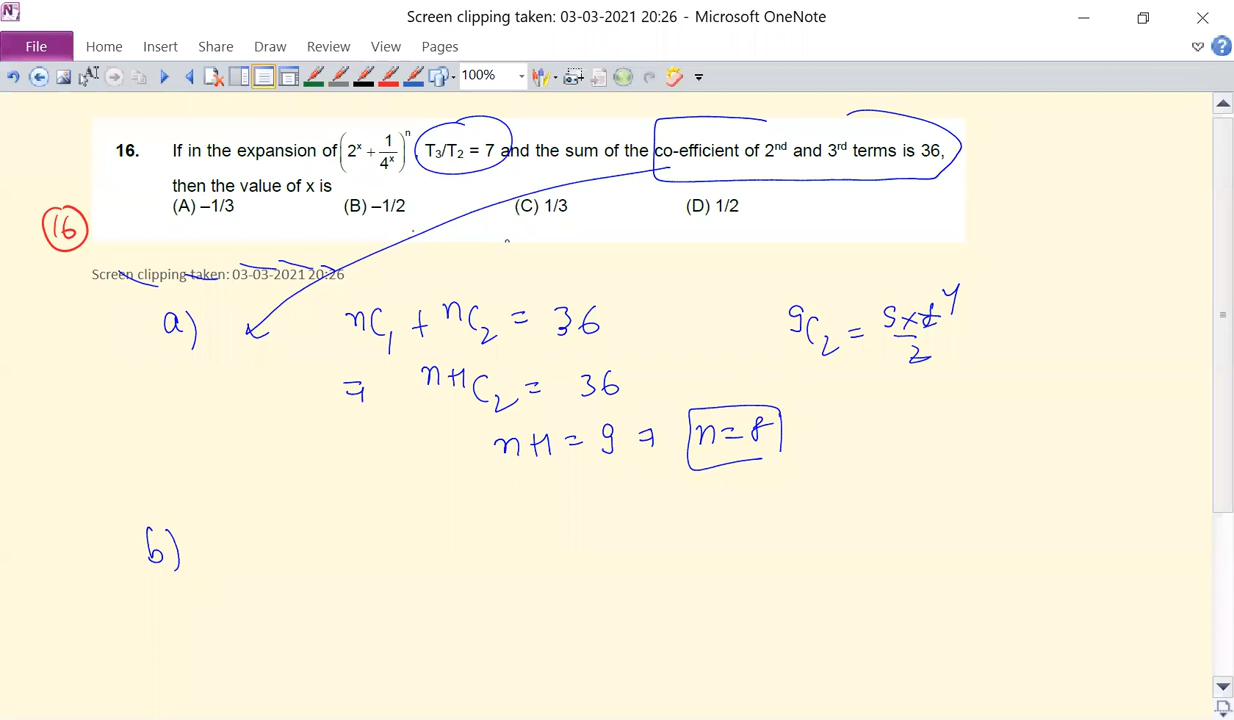 Screen clipping taken: 03-03-2021 20:26 - Microsoft OneNote
File Home Insert Share Draw Review View Pages
100%
16. If in the expansion of (2^x + 1/4^x)^n, T₃/T₂ = 7 and the sum of the co-efficient of 2nd and 3rd terms is 36,
then the value of x is
(A) –1/3 (B) –1/2 (C) 1/3 (D) 1/2
16
Screen clipping taken: 03-03-2021 20:26
a) nC₁ + nC₂ = 36
⇒ n+1C₂ = 36
n+1 = 9 ⇒ n = 8
9C₂ = 9×8/2 4
b)